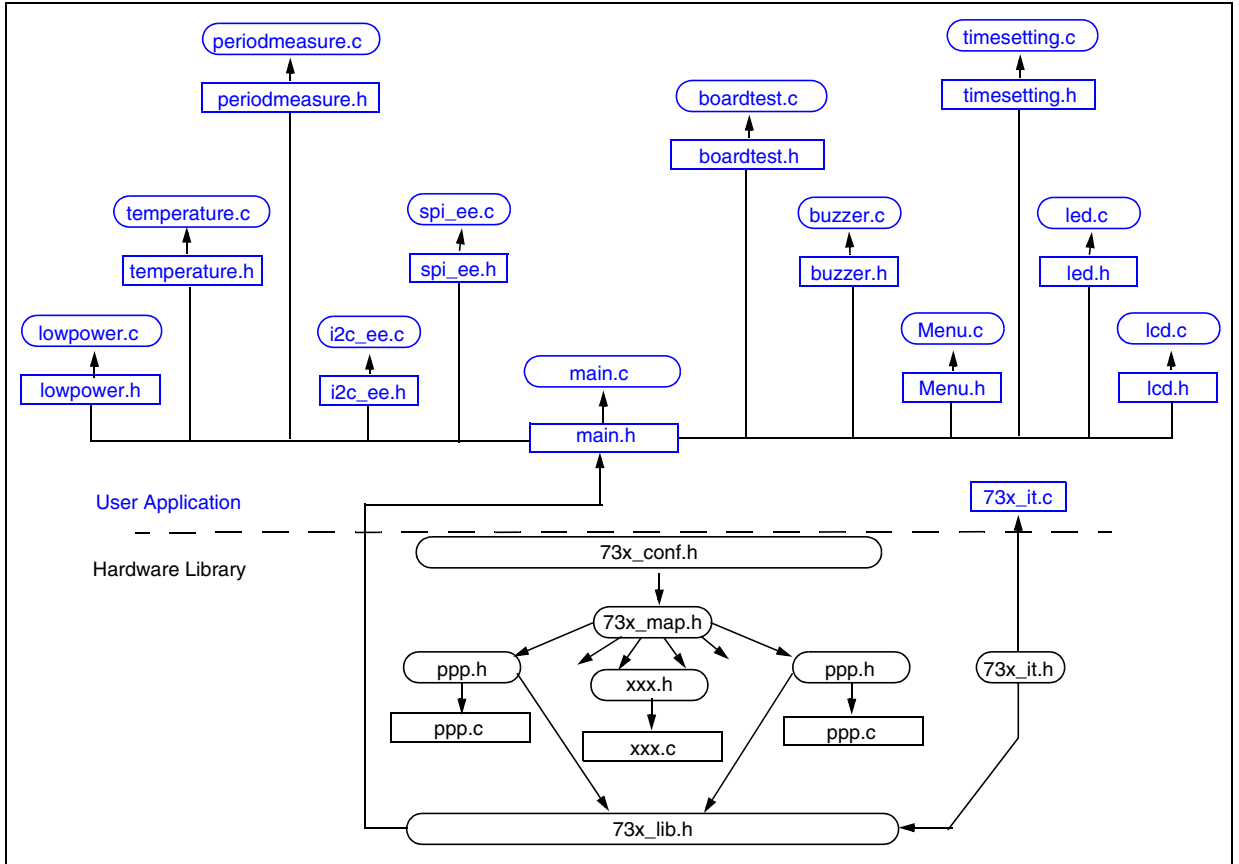 periodmeasure.c
timesetting.c
periodmeasure.h
boardtest.c
timesetting.h
boardtest.h
temperature.c
spi_ee.c
buzzer.c
led.c
temperature.h
spi_ee.h
buzzer.h
led.h
lowpower.c
i2c_ee.c
Menu.c
lcd.c
main.c
lowpower.h
i2c_ee.h
Menu.h
lcd.h
main.h
User Application
73x_it.c
Hardware Library
73x_conf.h
73x_map.h
ppp.h
xxx.h
ppp.h
73x_it.h
ppp.c
xxx.c
ppp.c
73x_lib.h